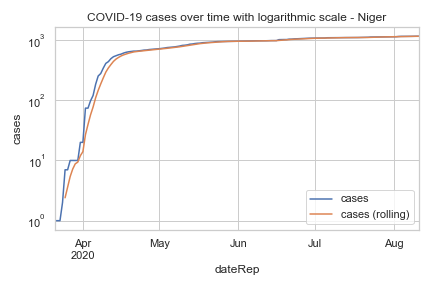 COVID-19 cases over time with logarithmic scale - Niger
10³
10²
10¹
10⁰
cases
cases
cases (rolling)
Apr
2020
May
Jun
Jul
Aug
dateRep